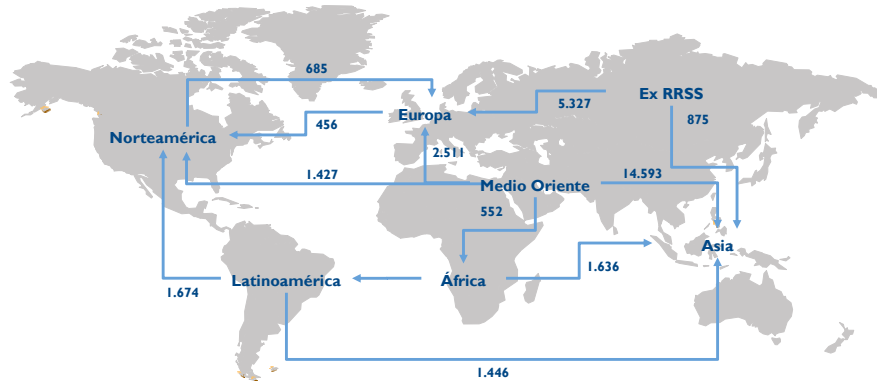 685
Ex RRSS
Europa
5.327
875
456
Norteamérica
2.511
1.427
14.593
Medio Oriente
552
Asia
1.636
Latinoamérica
África
1.674
1.446